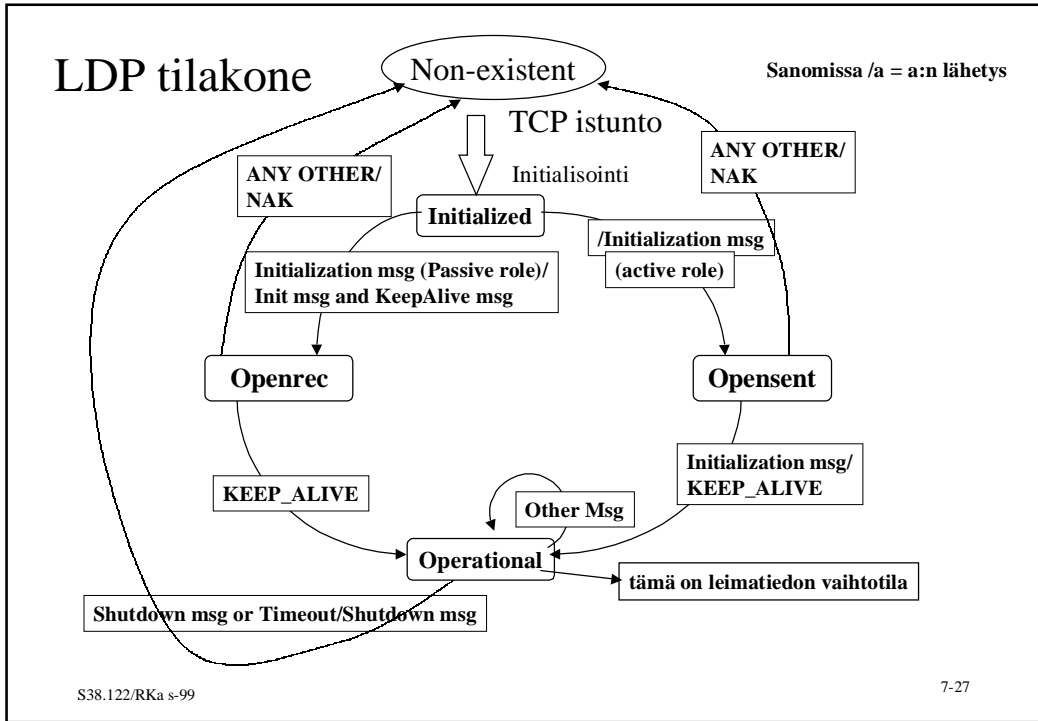 LDP tilakone
Non-existent
Sanomissa /a = a:n lähetys
TCP istunto
ANY OTHER/
NAK
ANY OTHER/
NAK
Initialisointi
Initialized
/Initialization msg
(active role)
Initialization msg (Passive role)/
Init msg and KeepAlive msg
Openrec
Opensent
Initialization msg/
KEEP_ALIVE
KEEP_ALIVE
Other Msg
Operational
tämä on leimatiedon vaihtotila
Shutdown msg or Timeout/Shutdown msg
S38.122/RKa s-99
7-27